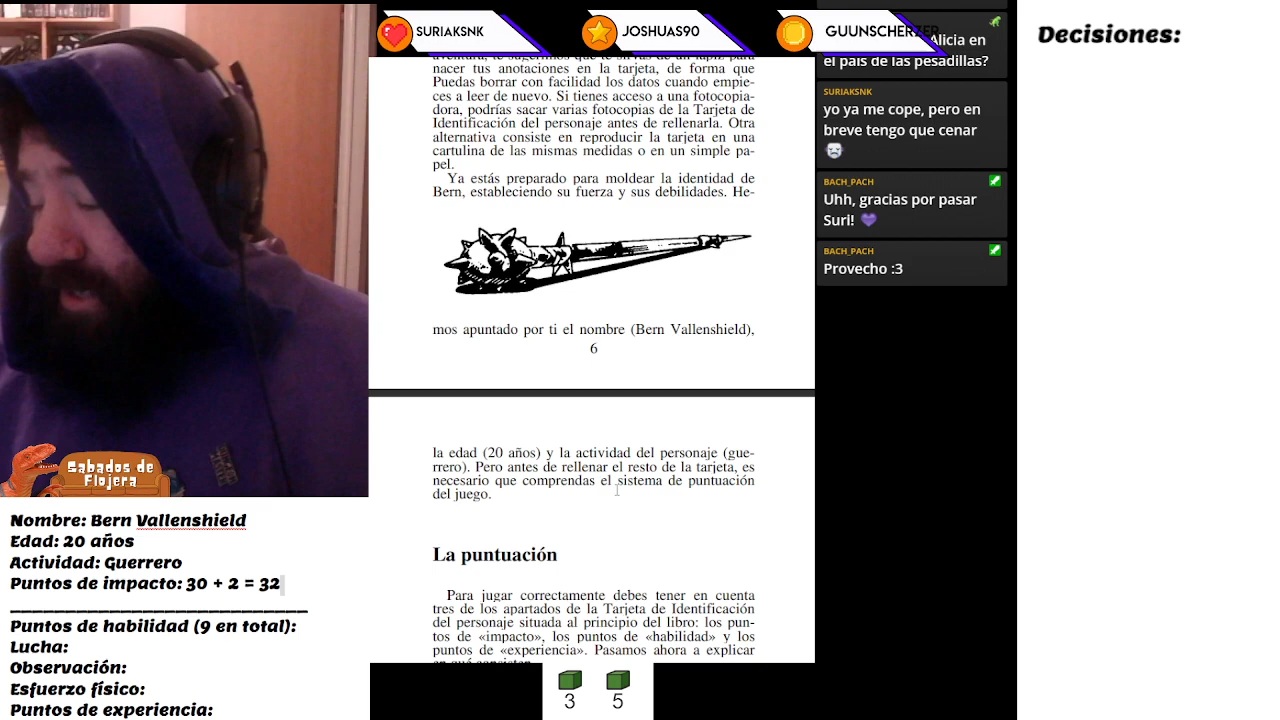 SURIAKSNK
JOSHUAS90
GUUNSCHERZER
Decisiones:
nacer tus anotaciones en la tarjeta, de forma que
Puedas borrar con facilidad los datos cuando empie-
ces a leer de nuevo. Si tienes acceso a una fotocopia-
dora, podrías sacar varias fotocopias de la Tarjeta de
Identificación del personaje antes de rellenarla. Otra
alternativa consiste en reproducir la tarjeta en una
cartulina de las mismas medidas o en un simple pa-
pel.
Ya estás preparado para moldear la identidad de
Bern, estableciendo su fuerza y sus debilidades. He-
mos apuntado por ti el nombre (Bern Vallenshield),
6
la edad (20 años) y la actividad del personaje (gue-
rrero). Pero antes de rellenar el resto de la tarjeta, es
necesario que comprendas el sistema de puntuación
del juego.
La puntuación
Para jugar correctamente debes tener en cuenta
tres de los apartados de la Tarjeta de Identificación
del personaje situada al principio del libro: los pun-
tos de «impacto», los puntos de «habilidad» y los
puntos de «experiencia». Pasamos ahora a explicar
Alicia en
el país de las pesadillas?
SURIAKSNK
yo ya me cope, pero en
breve tengo que cenar
BACH_PACH
Uhh, gracias por pasar
Suri!
BACH_PACH
Provecho :3
Sabados de
Flojera
Nombre: Bern Vallenshield
Edad: 20 años
Actividad: Guerrero
Puntos de impacto: 30 + 2 = 32
Puntos de habilidad (9 en total):
Lucha:
Observación:
Esfuerzo físico:
Puntos de experiencia:
3 5